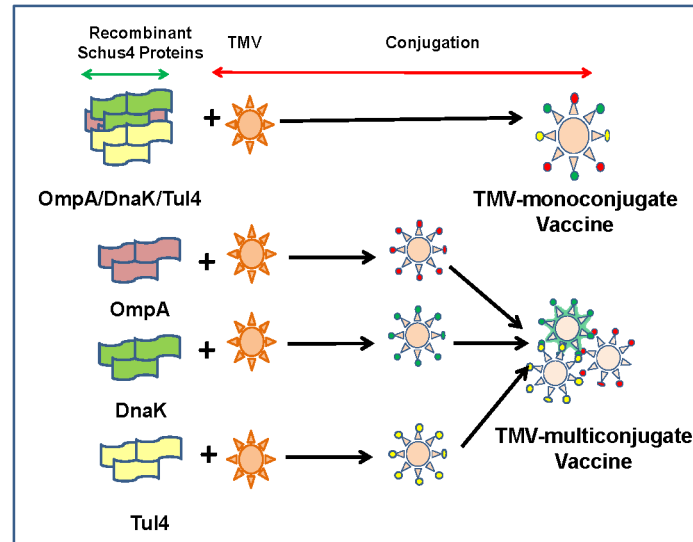 Recombinant
Schus4 Proteins
TMV
Conjugation
+
OmpA/DnaK/Tul4
TMV-monoconjugate
Vaccine
+
OmpA
+
DnaK
TMV-multiconjugate
Vaccine
+
Tul4